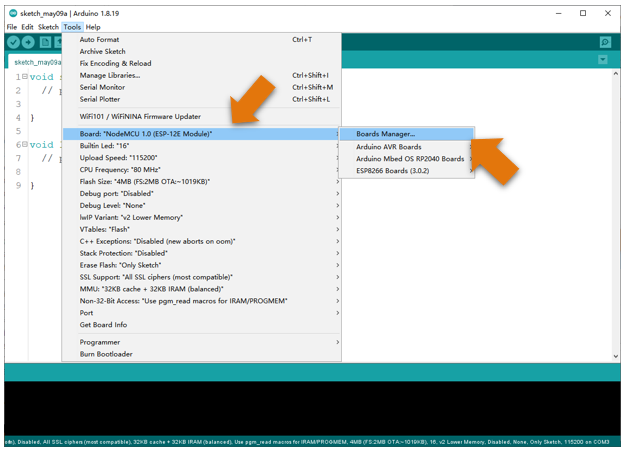 sketch_may09a | Arduino 1.8.19
File Edit Sketch Tools Help
sketch_may09a
1 void s
2 // p
3
4 }
5
6 void l
7 // p
8
9 }
Auto Format Ctrl+T
Archive Sketch
Fix Encoding & Reload
Manage Libraries... Ctrl+Shift+I
Serial Monitor Ctrl+Shift+M
Serial Plotter Ctrl+Shift+L
WiFi101 / WiFiNINA Firmware Updater
Board: "NodeMCU 1.0 (ESP-12E Module)"
Builtin Led: "16"
Upload Speed: "115200"
CPU Frequency: "80 MHz"
Flash Size: "4MB (FS:2MB OTA:~1019KB)"
Debug port: "Disabled"
Debug Level: "None"
lwIP Variant: "v2 Lower Memory"
VTables: "Flash"
C++ Exceptions: "Disabled (new aborts on oom)"
Stack Protection: "Disabled"
Erase Flash: "Only Sketch"
SSL Support: "All SSL ciphers (most compatible)"
MMU: "32KB cache + 32KB IRAM (balanced)"
Non-32-Bit Access: "Use pgm_read macros for IRAM/PROGMEM"
Port
Get Board Info
Programmer
Burn Bootloader
Boards Manager...
Arduino AVR Boards
Arduino Mbed OS RP2040 Boards
ESP8266 Boards (3.0.2)
Disabled, All SSL ciphers (most compatible), 32KB cache + 32KB IRAM (balanced), Use pgm_read macros for IRAM/PROGMEM, 4MB (FS:2MB OTA:~1019KB), 16, v2 Lower Memory, Disabled, None, Only Sketch, 115200 on COM3